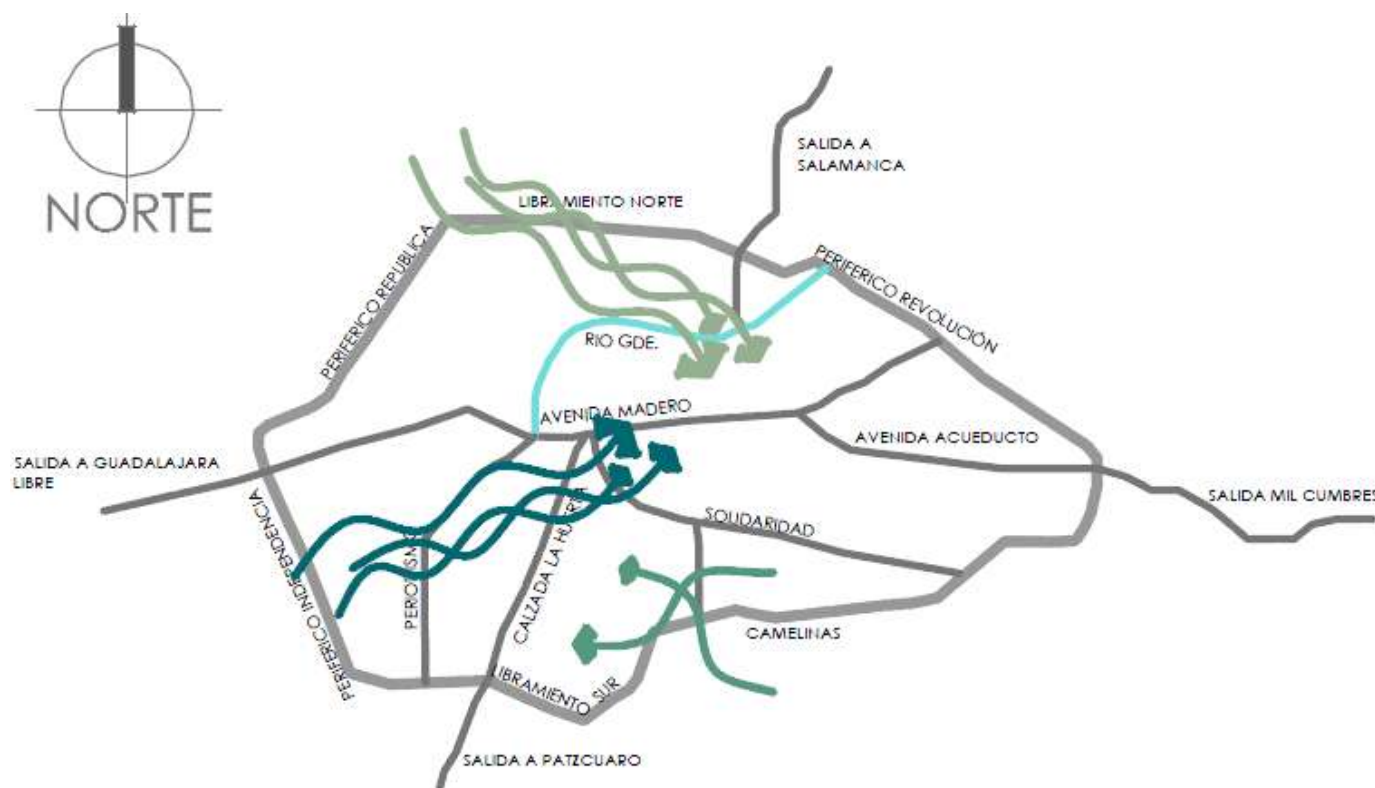 NORTE
SALIDA A
SALAMANCA
LIBRAMIENTO NORTE
PERIFERICO REPUBLICA
PERIFERICO REVOLUCIÓN
RIO GDE.
AVENIDA MADERO
AVENIDA ACUEDUCTO
SALIDA A GUADALAJARA
LIBRE
SALIDA MIL CUMBRES
PERIFERICO INDEPENDENCIA
CALZADA LA HUERTA
SOLIDARIDAD
CAMELINAS
LIBRAMIENTO SUR
SALIDA A PATZCUARO